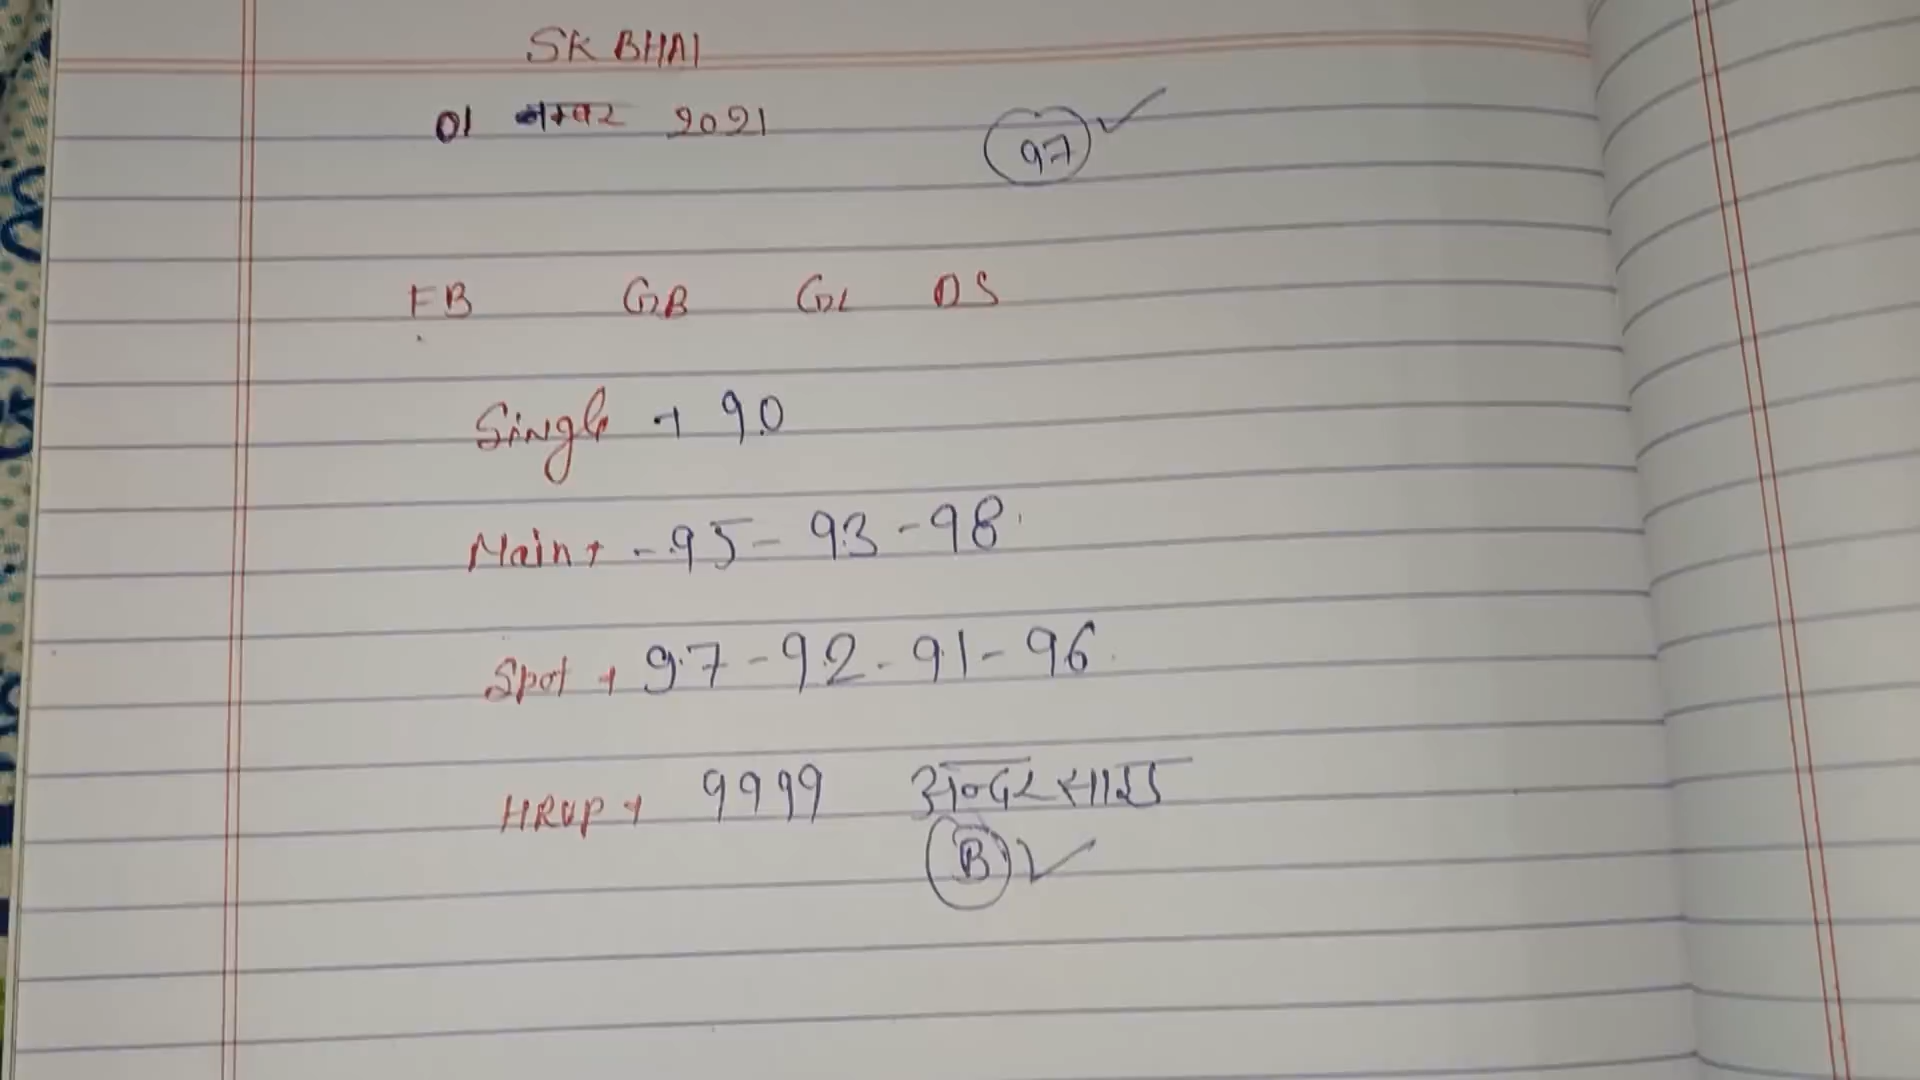 SK BHAI
01 नम्बर 2021
97
FB GB GL DS
Single + 90
Main + - 95 - 93 - 98
Spot + 97 - 92 - 91 - 96
HRUP + 9999 अन्दर
B